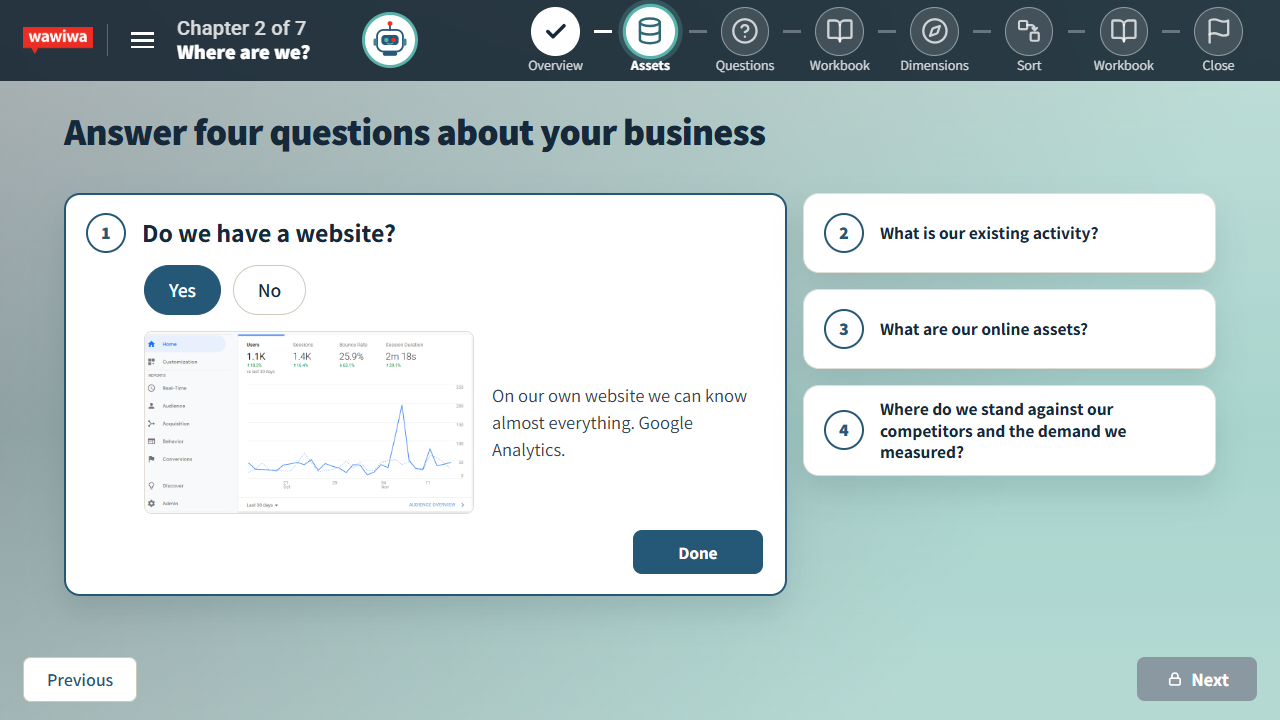 wawiwa
Chapter 2 of 7
Where are we?
Overview
Assets
Questions
Workbook
Dimensions
Sort
Workbook
Close
Answer four questions about your business
1
Do we have a website?
Yes
No
Home
Customization
REPORTS
Real-Time
Audience
Acquisition
Behavior
Conversions
Discover
Admin
Users
Sessions
Bounce Rate
Session Duration
1.1K
1.4K
25.9%
2m 18s
vs last 30 days
Last 30 days
AUDIENCE OVERVIEW
On our own website we can know
almost everything. Google
Analytics.
Done
2
What is our existing activity?
3
What are our online assets?
4
Where do we stand against our
competitors and the demand we
measured?
Previous
Next